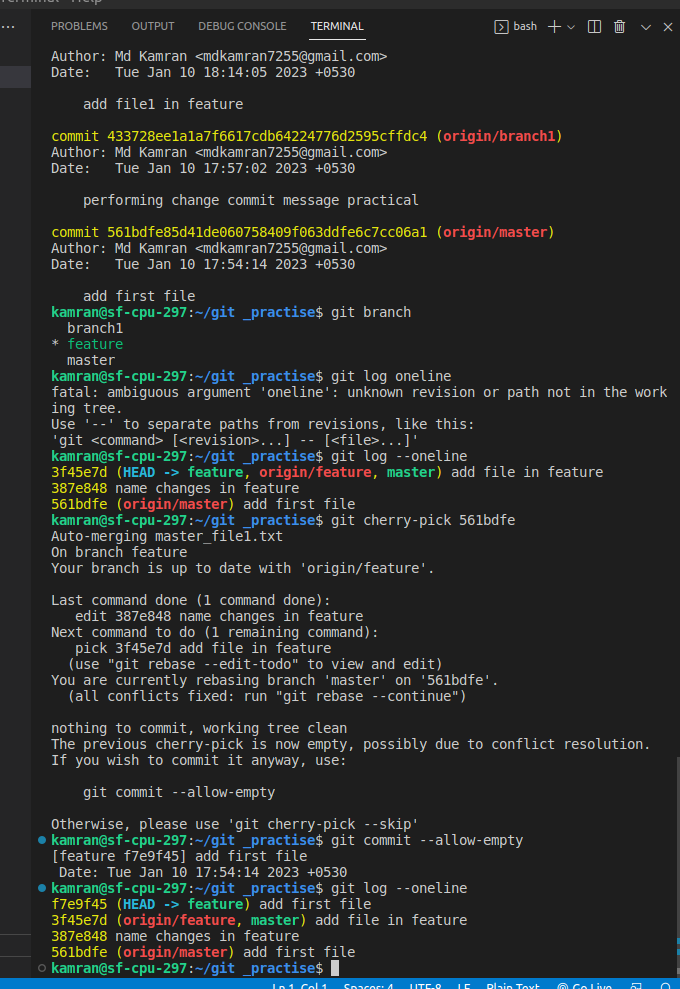 Terminal Help
PROBLEMS OUTPUT DEBUG CONSOLE TERMINAL bash
Author: Md Kamran <mdkamran7255@gmail.com>
Date:   Tue Jan 10 18:14:05 2023 +0530
    add file1 in feature
commit 433728ee1a1a7f6617cdb64224776d2595cffdc4 (origin/branch1)
Author: Md Kamran <mdkamran7255@gmail.com>
Date:   Tue Jan 10 17:57:02 2023 +0530
    performing change commit message practical
commit 561bdfe85d41de060758409f063ddfe6c7cc06a1 (origin/master)
Author: Md Kamran <mdkamran7255@gmail.com>
Date:   Tue Jan 10 17:54:14 2023 +0530
    add first file
kamran@sf-cpu-297:~/git _practise$ git branch
  branch1
* feature
  master
kamran@sf-cpu-297:~/git _practise$ git log oneline
fatal: ambiguous argument 'oneline': unknown revision or path not in the work
ing tree.
Use '--' to separate paths from revisions, like this:
'git <command> [<revision>...] -- [<file>...]'
kamran@sf-cpu-297:~/git _practise$ git log --oneline
3f45e7d (HEAD -> feature, origin/feature, master) add file in feature
387e848 name changes in feature
561bdfe (origin/master) add first file
kamran@sf-cpu-297:~/git _practise$ git cherry-pick 561bdfe
Auto-merging master_file1.txt
On branch feature
Your branch is up to date with 'origin/feature'.
Last command done (1 command done):
   edit 387e848 name changes in feature
Next command to do (1 remaining command):
   pick 3f45e7d add file in feature
  (use "git rebase --edit-todo" to view and edit)
You are currently rebasing branch 'master' on '561bdfe'.
  (all conflicts fixed: run "git rebase --continue")
nothing to commit, working tree clean
The previous cherry-pick is now empty, possibly due to conflict resolution.
If you wish to commit it anyway, use:
    git commit --allow-empty
Otherwise, please use 'git cherry-pick --skip'
kamran@sf-cpu-297:~/git _practise$ git commit --allow-empty
[feature f7e9f45] add first file
 Date: Tue Jan 10 17:54:14 2023 +0530
kamran@sf-cpu-297:~/git _practise$ git log --oneline
f7e9f45 (HEAD -> feature) add first file
3f45e7d (origin/feature, master) add file in feature
387e848 name changes in feature
561bdfe (origin/master) add first file
kamran@sf-cpu-297:~/git _practise$
Ln 1, Col 1 Spaces: 4 UTF-8 LF Plain Text Go Live